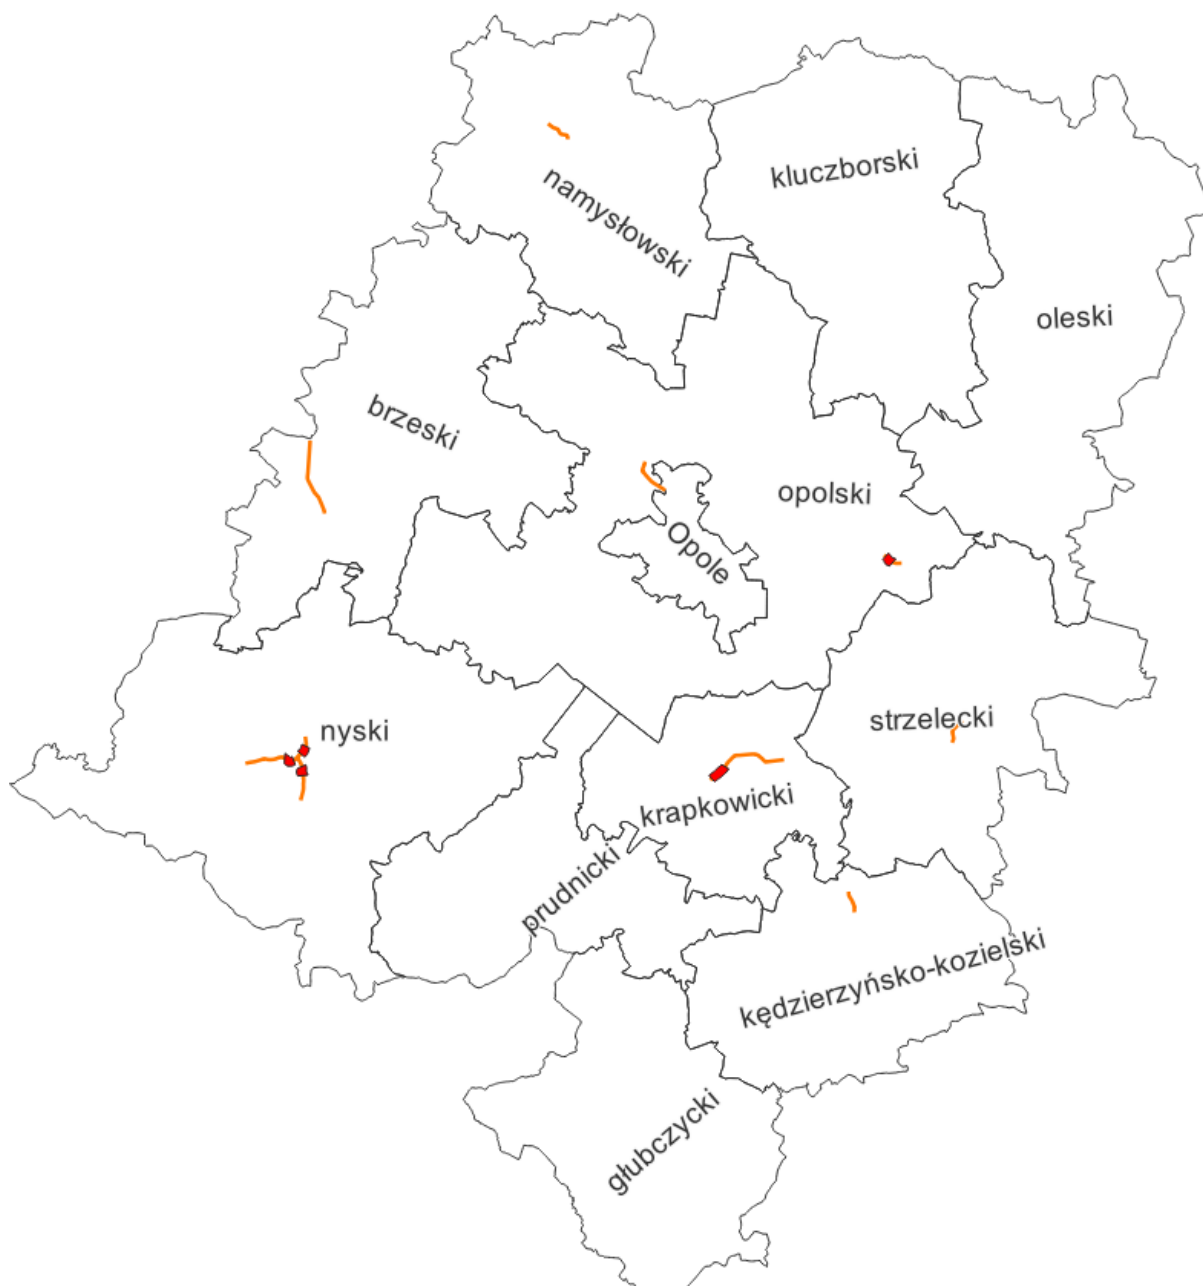 kluczborski
namysłowski
oleski
brzeski
opolski
Opole
strzelecki
nyski
krapkowicki
prudnicki
kędzierzyńsko-kozielski
głubczycki